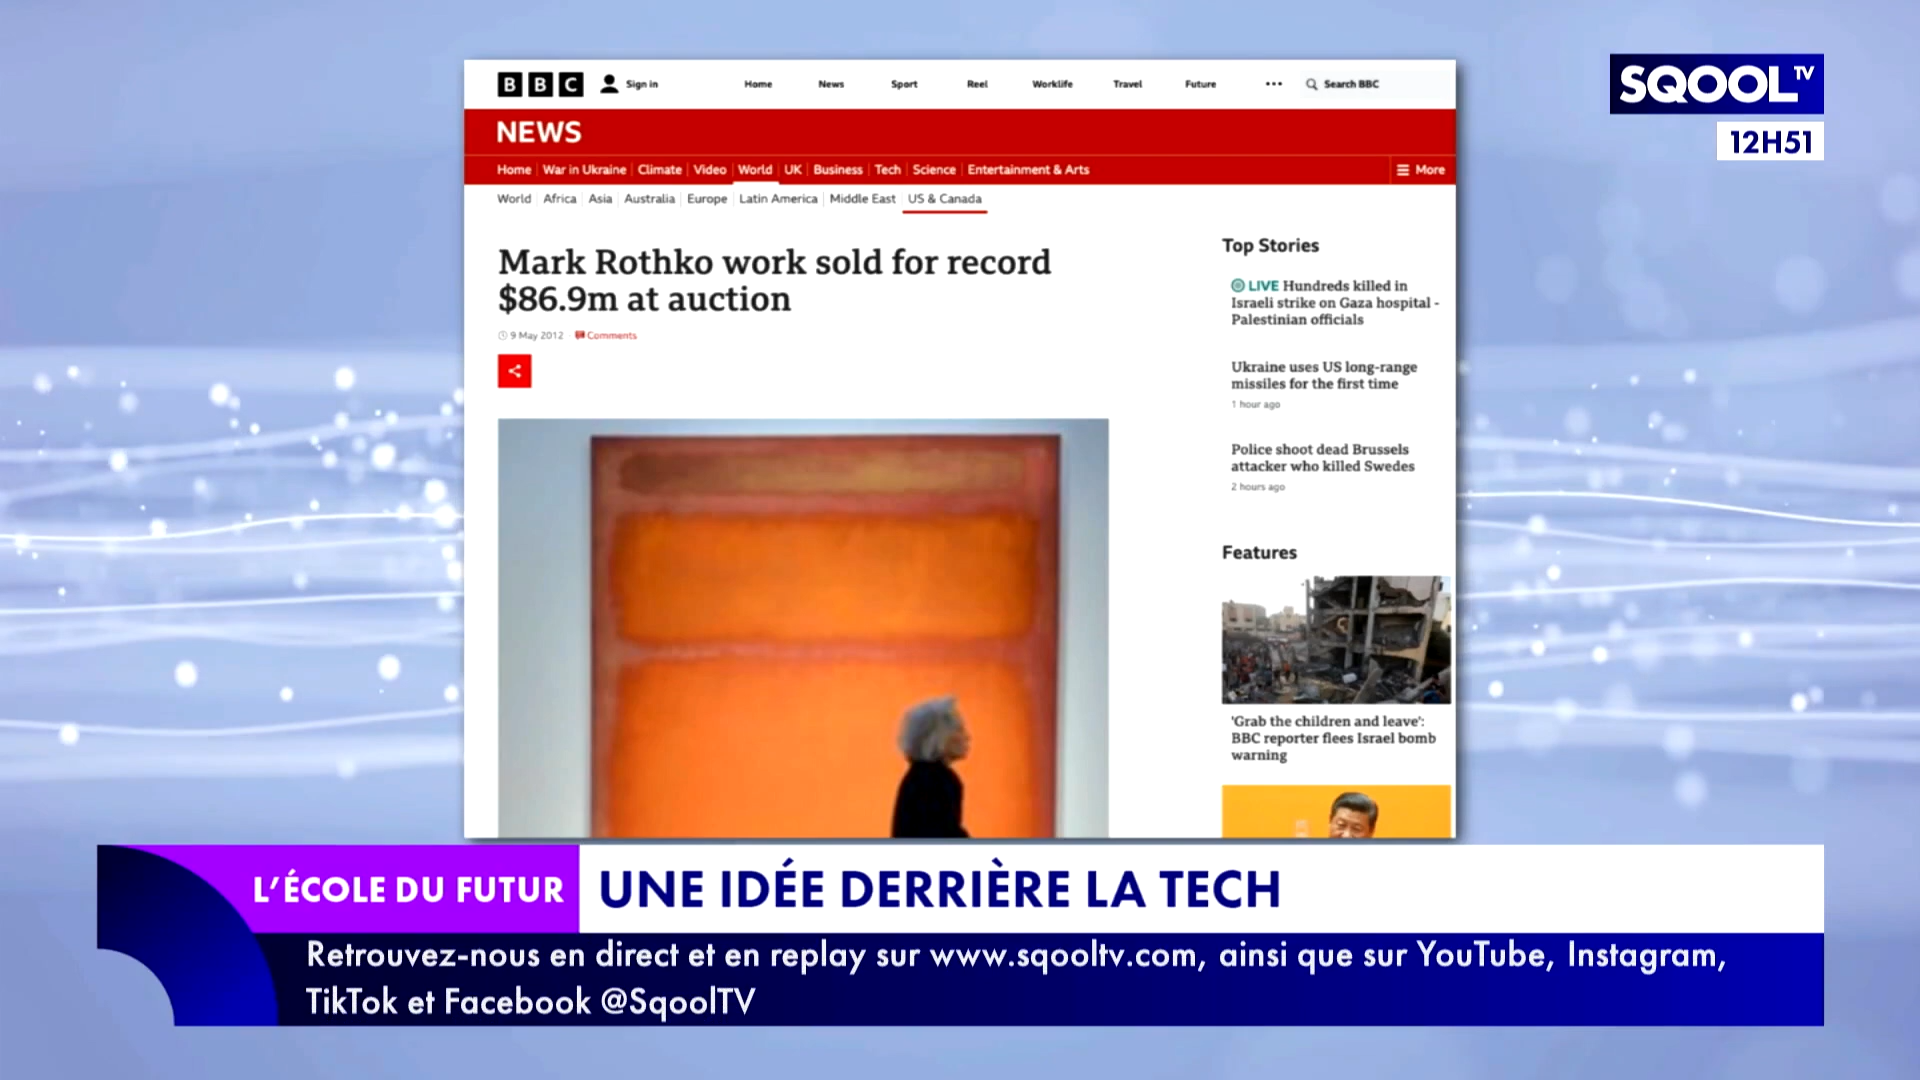 BBC Sign in Home News Sport Reel Worklife Travel Future ... Search BBC
SQOOL TV
12H51
NEWS
Home War in Ukraine Climate Video World UK Business Tech Science Entertainment & Arts More
World Africa Asia Australia Europe Latin America Middle East US & Canada
Mark Rothko work sold for record
$86.9m at auction
9 May 2012 · Comments
Top Stories
LIVE Hundreds killed in
Israeli strike on Gaza hospital -
Palestinian officials
Ukraine uses US long-range
missiles for the first time
1 hour ago
Police shoot dead Brussels
attacker who killed Swedes
2 hours ago
Features
'Grab the children and leave':
BBC reporter flees Israel bomb
warning
L'ÉCOLE DU FUTUR
UNE IDÉE DERRIÈRE LA TECH
Retrouvez-nous en direct et en replay sur www.sqooltv.com, ainsi que sur YouTube, Instagram,
TikTok et Facebook @SqoolTV